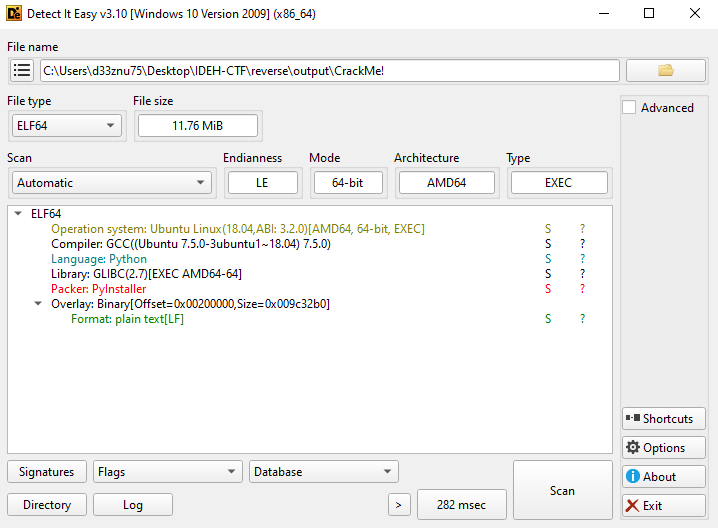 Detect It Easy v3.10 [Windows 10 Version 2009] (x86_64)
File name
C:\Users\d33znu75\Desktop\IDEH-CTF\reverse\output\CrackMe!
File type
File size
Advanced
ELF64
11.76 MiB
Scan
Endianness
Mode
Architecture
Type
Automatic
LE
64-bit
AMD64
EXEC
ELF64
Operation system: Ubuntu Linux(18.04,ABI: 3.2.0)[AMD64, 64-bit, EXEC] S ?
Compiler: GCC((Ubuntu 7.5.0-3ubuntu1~18.04) 7.5.0) S ?
Language: Python S ?
Library: GLIBC(2.7)[EXEC AMD64-64] S ?
Packer: PyInstaller S ?
Overlay: Binary[Offset=0x00200000,Size=0x009c32b0]
Format: plain text[LF] S ?
Shortcuts
Options
About
Exit
Signatures
Flags
Database
Scan
Directory
Log
>
282 msec